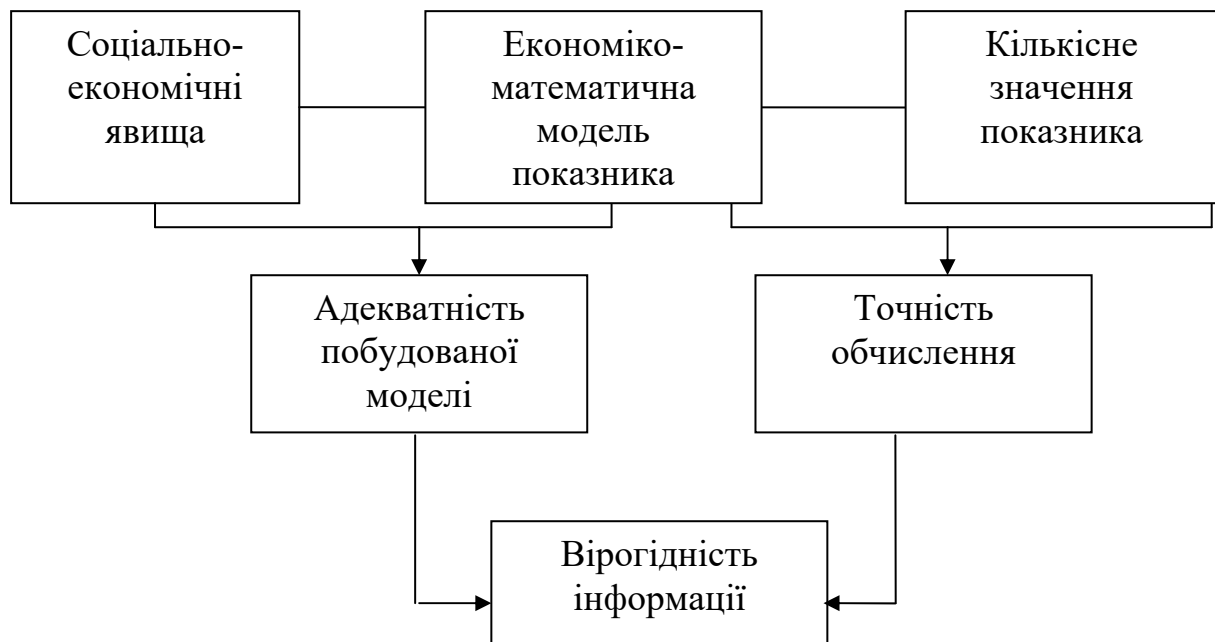 Соціально-
економічні
явища
Економіко-
математична
модель
показника
Кількісне
значення
показника
Адекватність
побудованої
моделі
Точність
обчислення
Вірогідність
інформації